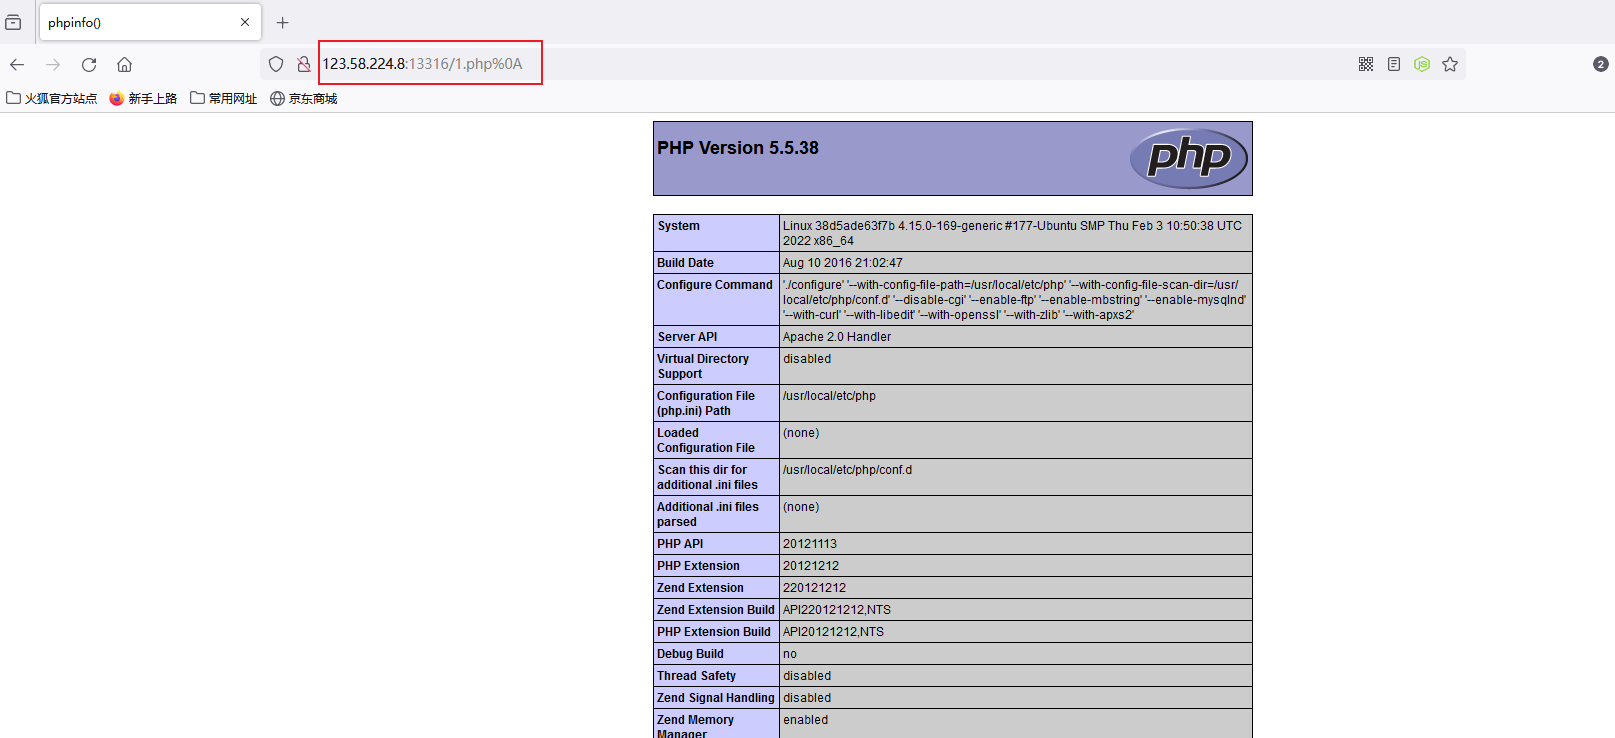 phpinfo()
123.58.224.8:13316/1.php%0A
JS
2
火狐官方站点
新手上路
常用网址
京东商城
PHP Version 5.5.38
php
System
Linux 38d5ade63f7b 4.15.0-169-generic #177-Ubuntu SMP Thu Feb 3 10:50:38 UTC
2022 x86_64
Build Date
Aug 10 2016 21:02:47
Configure Command
'./configure' '--with-config-file-path=/usr/local/etc/php' '--with-config-file-scan-dir=/usr/
local/etc/php/conf.d' '--disable-cgi' '--enable-ftp' '--enable-mbstring' '--enable-mysqlnd'
'--with-curl' '--with-libedit' '--with-openssl' '--with-zlib' '--with-apxs2'
Server API
Apache 2.0 Handler
Virtual Directory
Support
disabled
Configuration File
(php.ini) Path
/usr/local/etc/php
Loaded
Configuration File
(none)
Scan this dir for
additional .ini files
/usr/local/etc/php/conf.d
Additional .ini files
parsed
(none)
PHP API
20121113
PHP Extension
20121212
Zend Extension
220121212
Zend Extension Build
API220121212,NTS
PHP Extension Build
API20121212,NTS
Debug Build
no
Thread Safety
disabled
Zend Signal Handling
disabled
Zend Memory
Manager
enabled